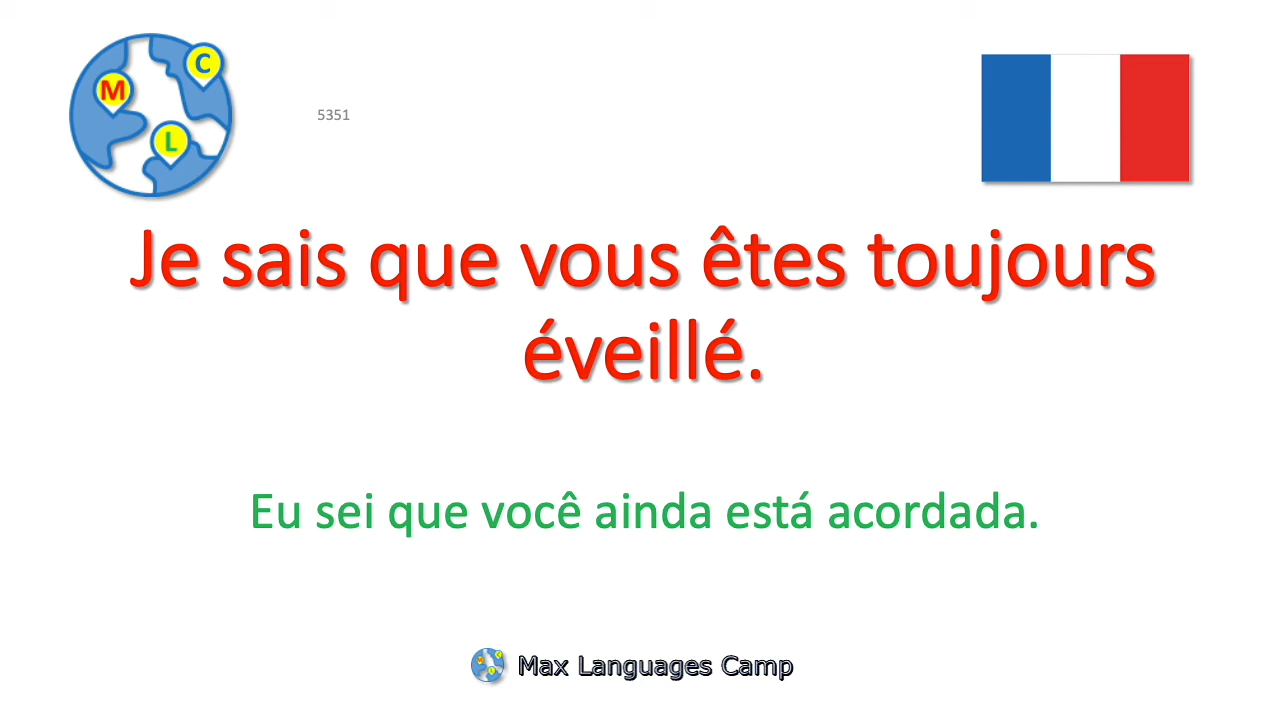 C
M
L
5351
Je sais que vous êtes toujours
éveillé.
Eu sei que você ainda está acordada.
Max Languages Camp